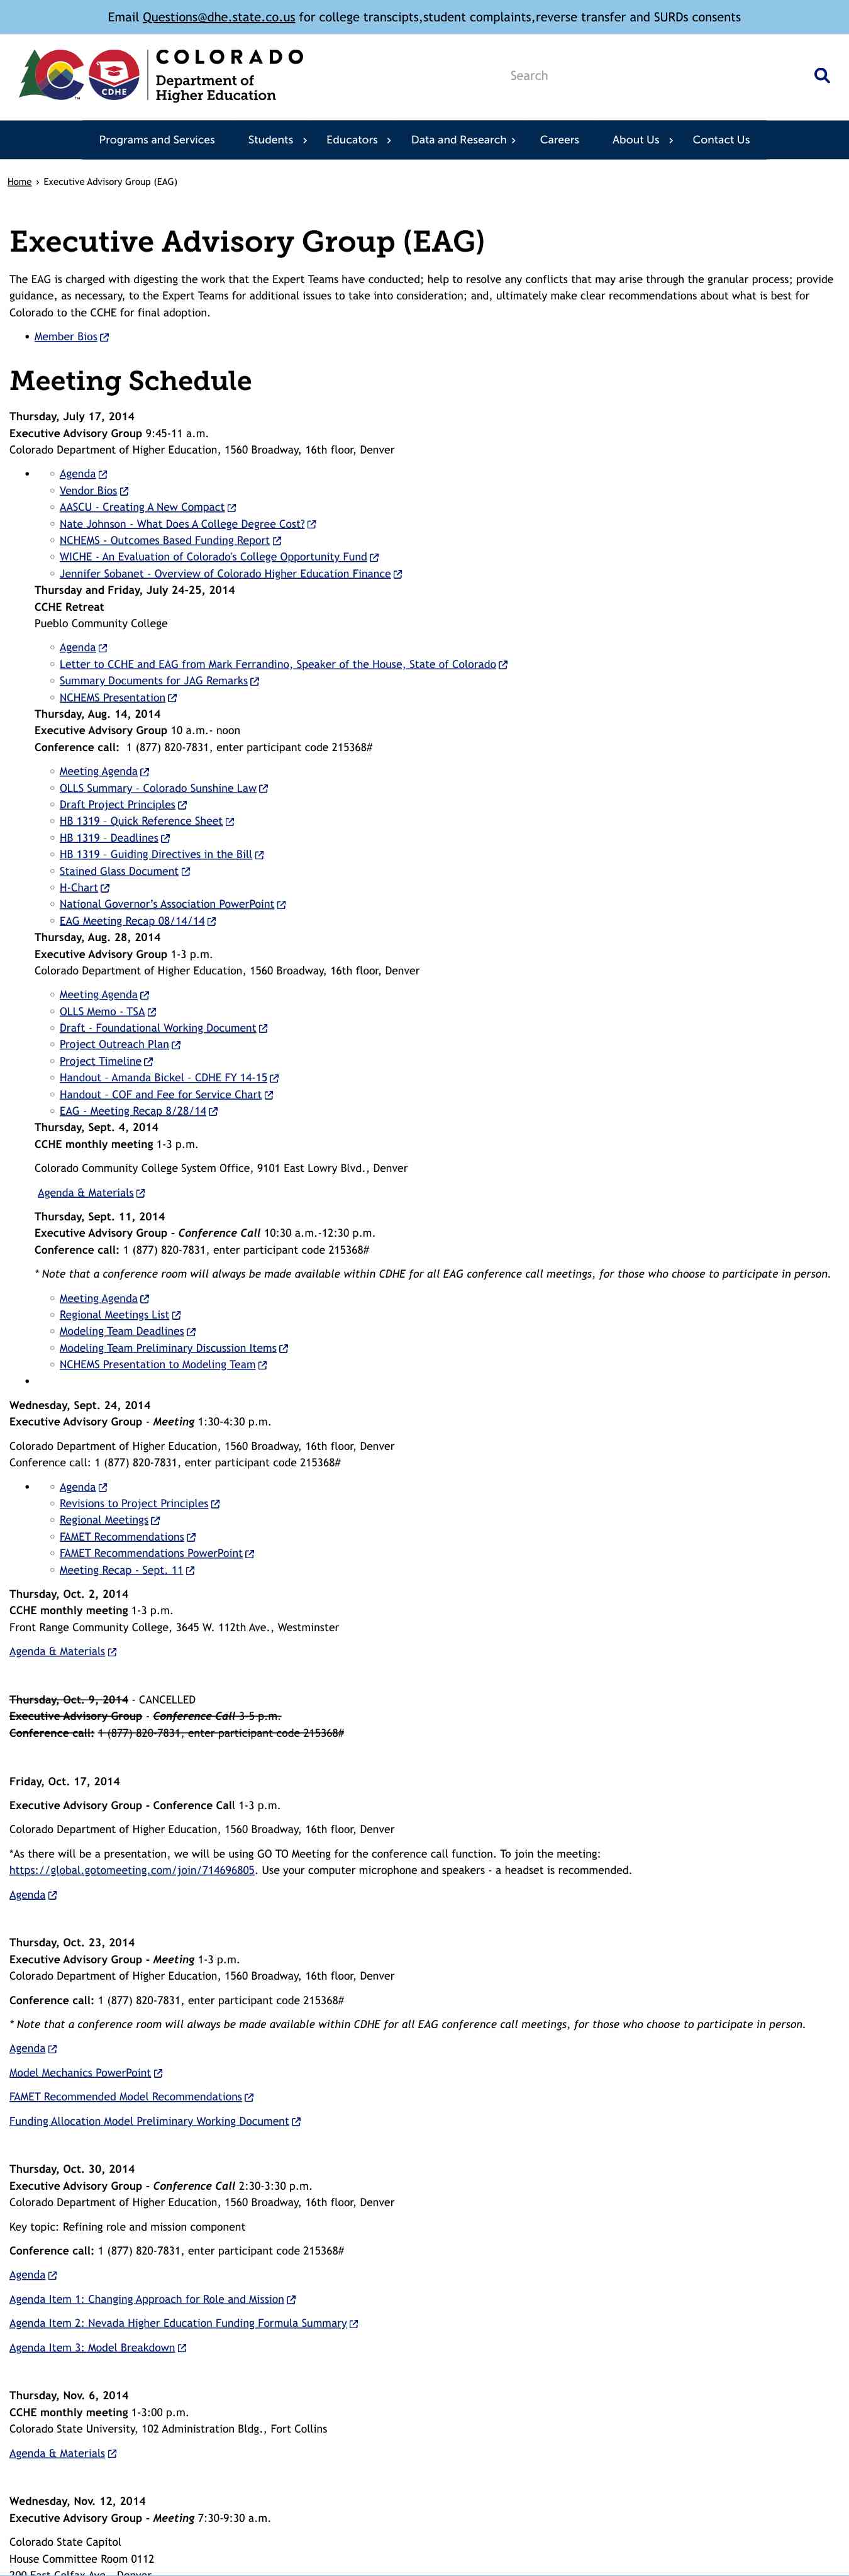 Email Questions@dhe.state.co.us for college transcipts,student complaints,reverse transfer and SURDs consents
COLORADO
Department of
Higher Education
CDHE
TM
Search
Programs and Services
Students
Educators
Data and Research
Careers
About Us
Contact Us
Home › Executive Advisory Group (EAG)
Executive Advisory Group (EAG)
The EAG is charged with digesting the work that the Expert Teams have conducted; help to resolve any conflicts that may arise through the granular process; provide
guidance, as necessary, to the Expert Teams for additional issues to take into consideration; and, ultimately make clear recommendations about what is best for
Colorado to the CCHE for final adoption.
Member Bios
Meeting Schedule
Thursday, July 17, 2014
Executive Advisory Group 9:45-11 a.m.
Colorado Department of Higher Education, 1560 Broadway, 16th floor, Denver
Agenda
Vendor Bios
AASCU - Creating A New Compact
Nate Johnson - What Does A College Degree Cost?
NCHEMS - Outcomes Based Funding Report
WICHE - An Evaluation of Colorado's College Opportunity Fund
Jennifer Sobanet - Overview of Colorado Higher Education Finance
Thursday and Friday, July 24-25, 2014
CCHE Retreat
Pueblo Community College
Agenda
Letter to CCHE and EAG from Mark Ferrandino, Speaker of the House, State of Colorado
Summary Documents for JAG Remarks
NCHEMS Presentation
Thursday, Aug. 14, 2014
Executive Advisory Group 10 a.m.- noon
Conference call:  1 (877) 820-7831, enter participant code 215368#
Meeting Agenda
OLLS Summary – Colorado Sunshine Law
Draft Project Principles
HB 1319 – Quick Reference Sheet
HB 1319 – Deadlines
HB 1319 – Guiding Directives in the Bill
Stained Glass Document
H-Chart
National Governor's Association PowerPoint
EAG Meeting Recap 08/14/14
Thursday, Aug. 28, 2014
Executive Advisory Group 1-3 p.m.
Colorado Department of Higher Education, 1560 Broadway, 16th floor, Denver
Meeting Agenda
OLLS Memo - TSA
Draft - Foundational Working Document
Project Outreach Plan
Project Timeline
Handout – Amanda Bickel – CDHE FY 14-15
Handout – COF and Fee for Service Chart
EAG - Meeting Recap 8/28/14
Thursday, Sept. 4, 2014
CCHE monthly meeting 1-3 p.m.
Colorado Community College System Office, 9101 East Lowry Blvd., Denver
Agenda & Materials
Thursday, Sept. 11, 2014
Executive Advisory Group - Conference Call 10:30 a.m.-12:30 p.m.
Conference call: 1 (877) 820-7831, enter participant code 215368#
* Note that a conference room will always be made available within CDHE for all EAG conference call meetings, for those who choose to participate in person.
Meeting Agenda
Regional Meetings List
Modeling Team Deadlines
Modeling Team Preliminary Discussion Items
NCHEMS Presentation to Modeling Team
Wednesday, Sept. 24, 2014
Executive Advisory Group - Meeting 1:30-4:30 p.m.
Colorado Department of Higher Education, 1560 Broadway, 16th floor, Denver
Conference call: 1 (877) 820-7831, enter participant code 215368#
Agenda
Revisions to Project Principles
Regional Meetings
FAMET Recommendations
FAMET Recommendations PowerPoint
Meeting Recap - Sept. 11
Thursday, Oct. 2, 2014
CCHE monthly meeting 1-3 p.m.
Front Range Community College, 3645 W. 112th Ave., Westminster
Agenda & Materials
Thursday, Oct. 9, 2014 - CANCELLED
Executive Advisory Group - Conference Call 3-5 p.m.
Conference call: 1 (877) 820-7831, enter participant code 215368#
Friday, Oct. 17, 2014
Executive Advisory Group - Conference Call 1-3 p.m.
Colorado Department of Higher Education, 1560 Broadway, 16th floor, Denver
*As there will be a presentation, we will be using GO TO Meeting for the conference call function. To join the meeting:
https://global.gotomeeting.com/join/714696805. Use your computer microphone and speakers - a headset is recommended.
Agenda
Thursday, Oct. 23, 2014
Executive Advisory Group - Meeting 1-3 p.m.
Colorado Department of Higher Education, 1560 Broadway, 16th floor, Denver
Conference call: 1 (877) 820-7831, enter participant code 215368#
* Note that a conference room will always be made available within CDHE for all EAG conference call meetings, for those who choose to participate in person.
Agenda
Model Mechanics PowerPoint
FAMET Recommended Model Recommendations
Funding Allocation Model Preliminary Working Document
Thursday, Oct. 30, 2014
Executive Advisory Group - Conference Call 2:30-3:30 p.m.
Colorado Department of Higher Education, 1560 Broadway, 16th floor, Denver
Key topic: Refining role and mission component
Conference call: 1 (877) 820-7831, enter participant code 215368#
Agenda
Agenda Item 1: Changing Approach for Role and Mission
Agenda Item 2: Nevada Higher Education Funding Formula Summary
Agenda Item 3: Model Breakdown
Thursday, Nov. 6, 2014
CCHE monthly meeting 1-3:00 p.m.
Colorado State University, 102 Administration Bldg., Fort Collins
Agenda & Materials
Wednesday, Nov. 12, 2014
Executive Advisory Group - Meeting 7:30-9:30 a.m.
Colorado State Capitol
House Committee Room 0112
200 East Colfax Ave., Denver